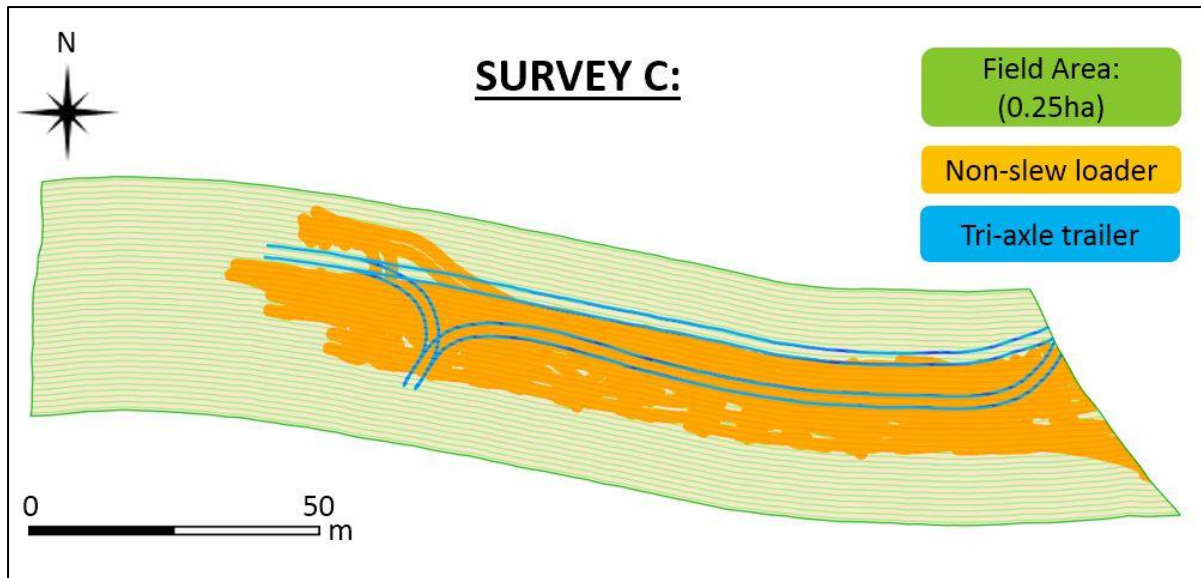 N
SURVEY C:
Field Area:
(0.25ha)
Non-slew loader
Tri-axle trailer
0 50
m